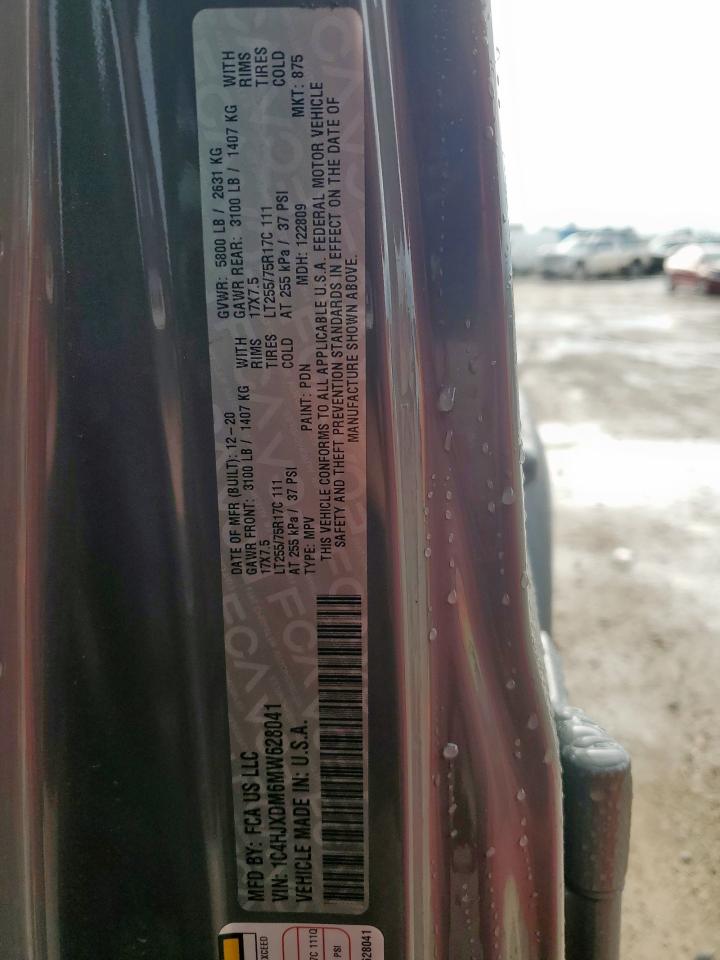 MFD BY: FCA US LLC
VIN: 1C4HJXDM6MW628041
VEHICLE MADE IN: U.S.A.
DATE OF MFR (BUILT): 12-20
GVWR: 5800 LB / 2631 KG
GAWR FRONT: 3100 LB / 1407 KG WITH
GAWR REAR: 3100 LB / 1407 KG WITH
17X7.5 RIMS
17X7.5 RIMS
LT255/75R17C 111 TIRES
LT255/75R17C 111 TIRES
AT 255 kPa / 37 PSI COLD
AT 255 kPa / 37 PSI COLD
TYPE: MPV PAINT: PDN MDH: 122809 MKT: 875
THIS VEHICLE CONFORMS TO ALL APPLICABLE U.S.A. FEDERAL MOTOR VEHICLE
SAFETY AND THEFT PREVENTION STANDARDS IN EFFECT ON THE DATE OF
MANUFACTURE SHOWN ABOVE.
7C 111Q
PSI
628041